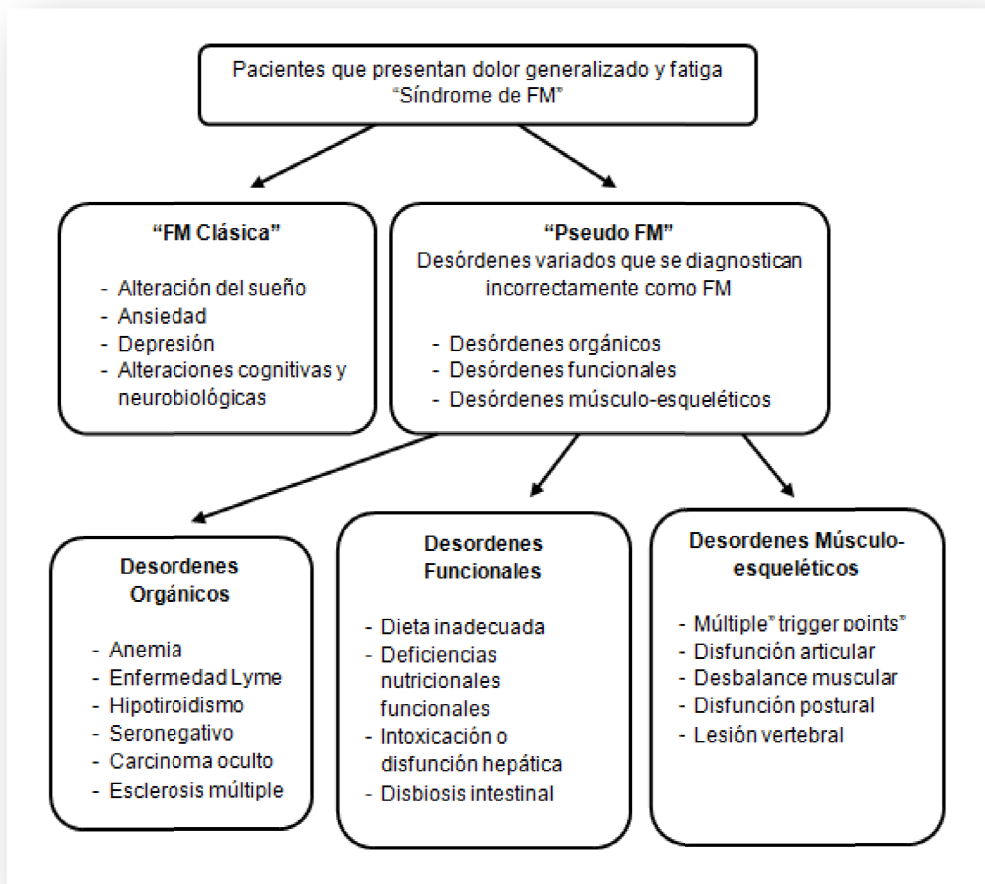 Pacientes que presentan dolor generalizado y fatiga
“Síndrome de FM”
“FM Clásica”
- Alteración del sueño
- Ansiedad
- Depresión
- Alteraciones cognitivas y
neurobiológicas
“Pseudo FM”
Desórdenes variados que se diagnostican
incorrectamente como FM
- Desórdenes orgánicos
- Desórdenes funcionales
- Desórdenes músculo-esqueléticos
Desordenes
Orgánicos
- Anemia
- Enfermedad Lyme
- Hipotiroidismo
- Seronegativo
- Carcinoma oculto
- Esclerosis múltiple
Desordenes
Funcionales
- Dieta inadecuada
- Deficiencias
nutricionales
funcionales
- Intoxicación o
disfunción hepática
- Disbiosis intestinal
Desordenes Músculo-
esqueléticos
- Múltiple” trigger points”
- Disfunción articular
- Desbalance muscular
- Disfunción postural
- Lesión vertebral